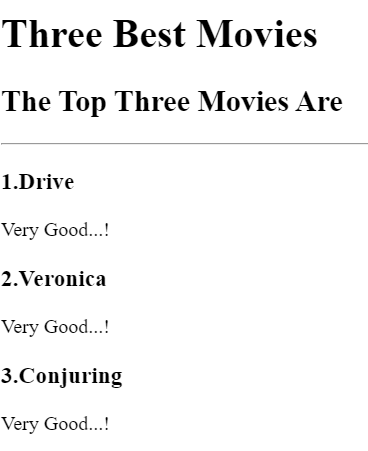 Three Best Movies
The Top Three Movies Are
1.Drive
Very Good...!
2.Veronica
Very Good...!
3.Conjuring
Very Good...!